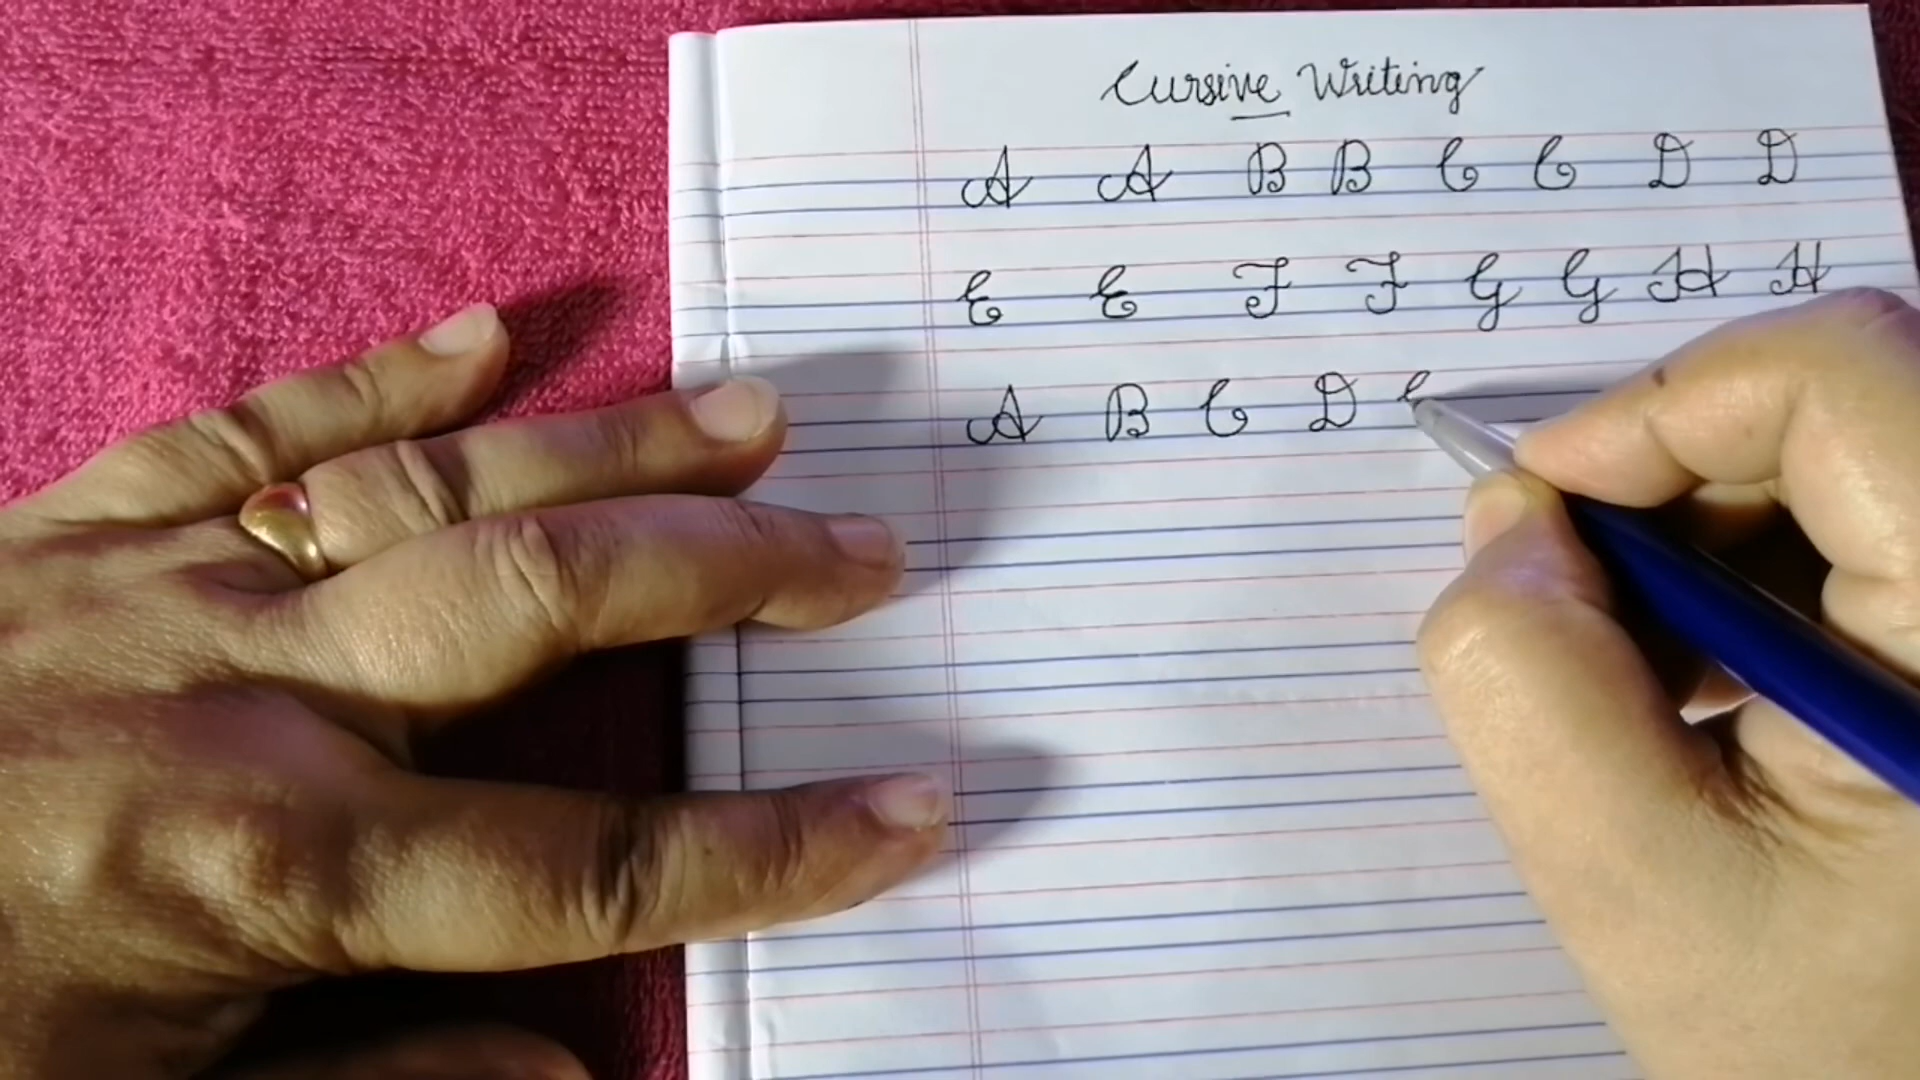 Cursive Writing
A A B B C C D D
E E F F G G H H
A B C D